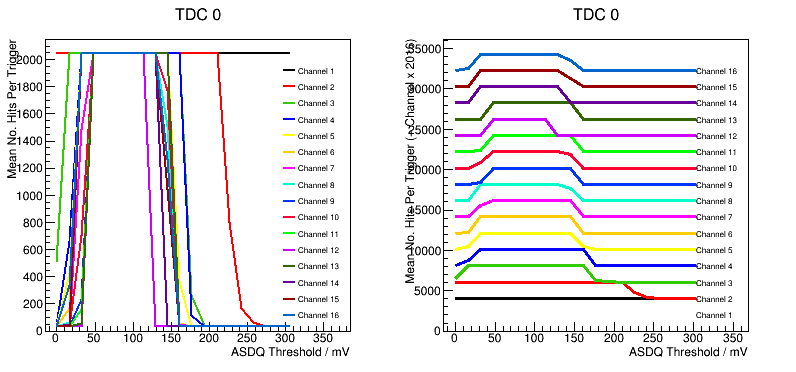 TDC 0
Mean No. Hits Per Trigger
2000
1800
1600
1400
1200
1000
800
600
400
200
0
0 50 100 150 200 250 300 350
ASDQ Threshold / mV
Channel 1
Channel 2
Channel 3
Channel 4
Channel 5
Channel 6
Channel 7
Channel 8
Channel 9
Channel 10
Channel 11
Channel 12
Channel 13
Channel 14
Channel 15
Channel 16
TDC 0
Mean No. Hits Per Trigger (+ Channel x 2016)
35000
30000
25000
20000
15000
10000
5000
0
0 50 100 150 200 250 300 350
ASDQ Threshold / mV
Channel 16
Channel 15
Channel 14
Channel 13
Channel 12
Channel 11
Channel 10
Channel 9
Channel 8
Channel 7
Channel 6
Channel 5
Channel 4
Channel 3
Channel 2
Channel 1